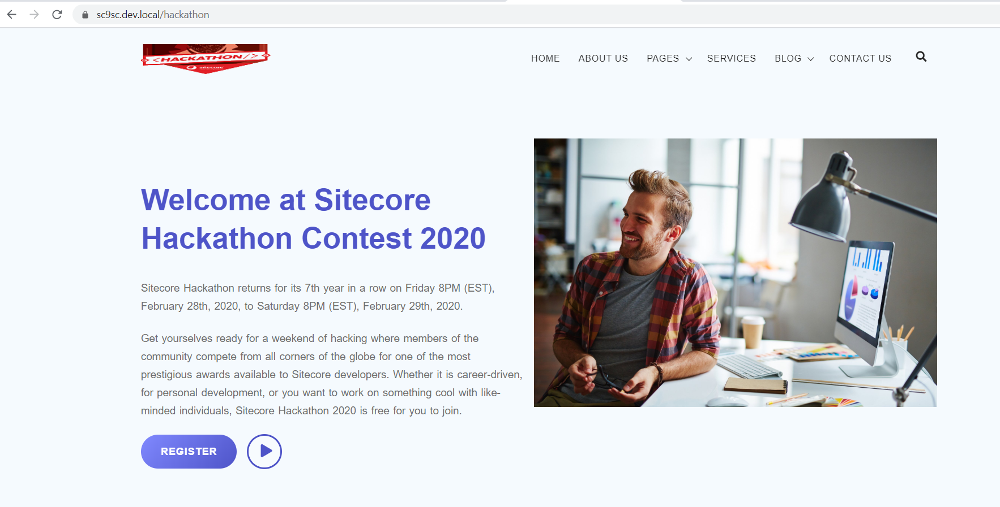 sc9sc.dev.local/hackathon
<HACKATHON/>
sitecore
HOME ABOUT US PAGES SERVICES BLOG CONTACT US
Welcome at Sitecore
Hackathon Contest 2020
Sitecore Hackathon returns for its 7th year in a row on Friday 8PM (EST),
February 28th, 2020, to Saturday 8PM (EST), February 29th, 2020.
Get yourselves ready for a weekend of hacking where members of the
community compete from all corners of the globe for one of the most
prestigious awards available to Sitecore developers. Whether it is career-driven,
for personal development, or you want to work on something cool with like-
minded individuals, Sitecore Hackathon 2020 is free for you to join.
REGISTER